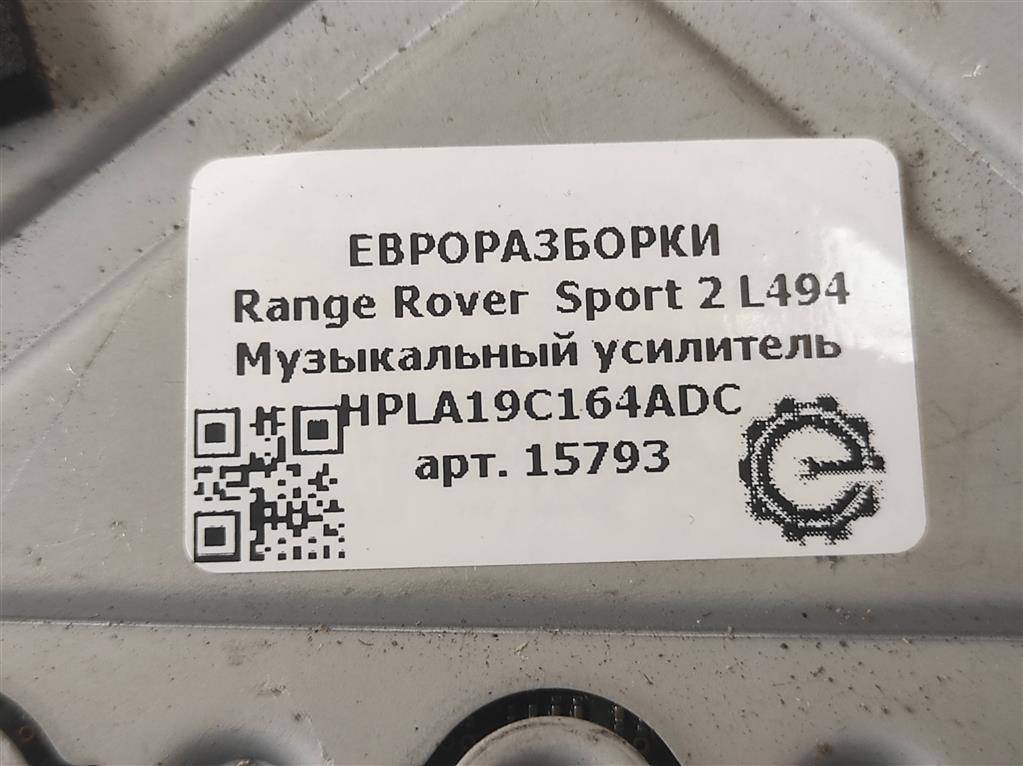 ЕВРОРАЗБОРКИ
Range Rover Sport 2 L494
Музыкальный усилитель
HPLA19C164ADC
арт. 15793